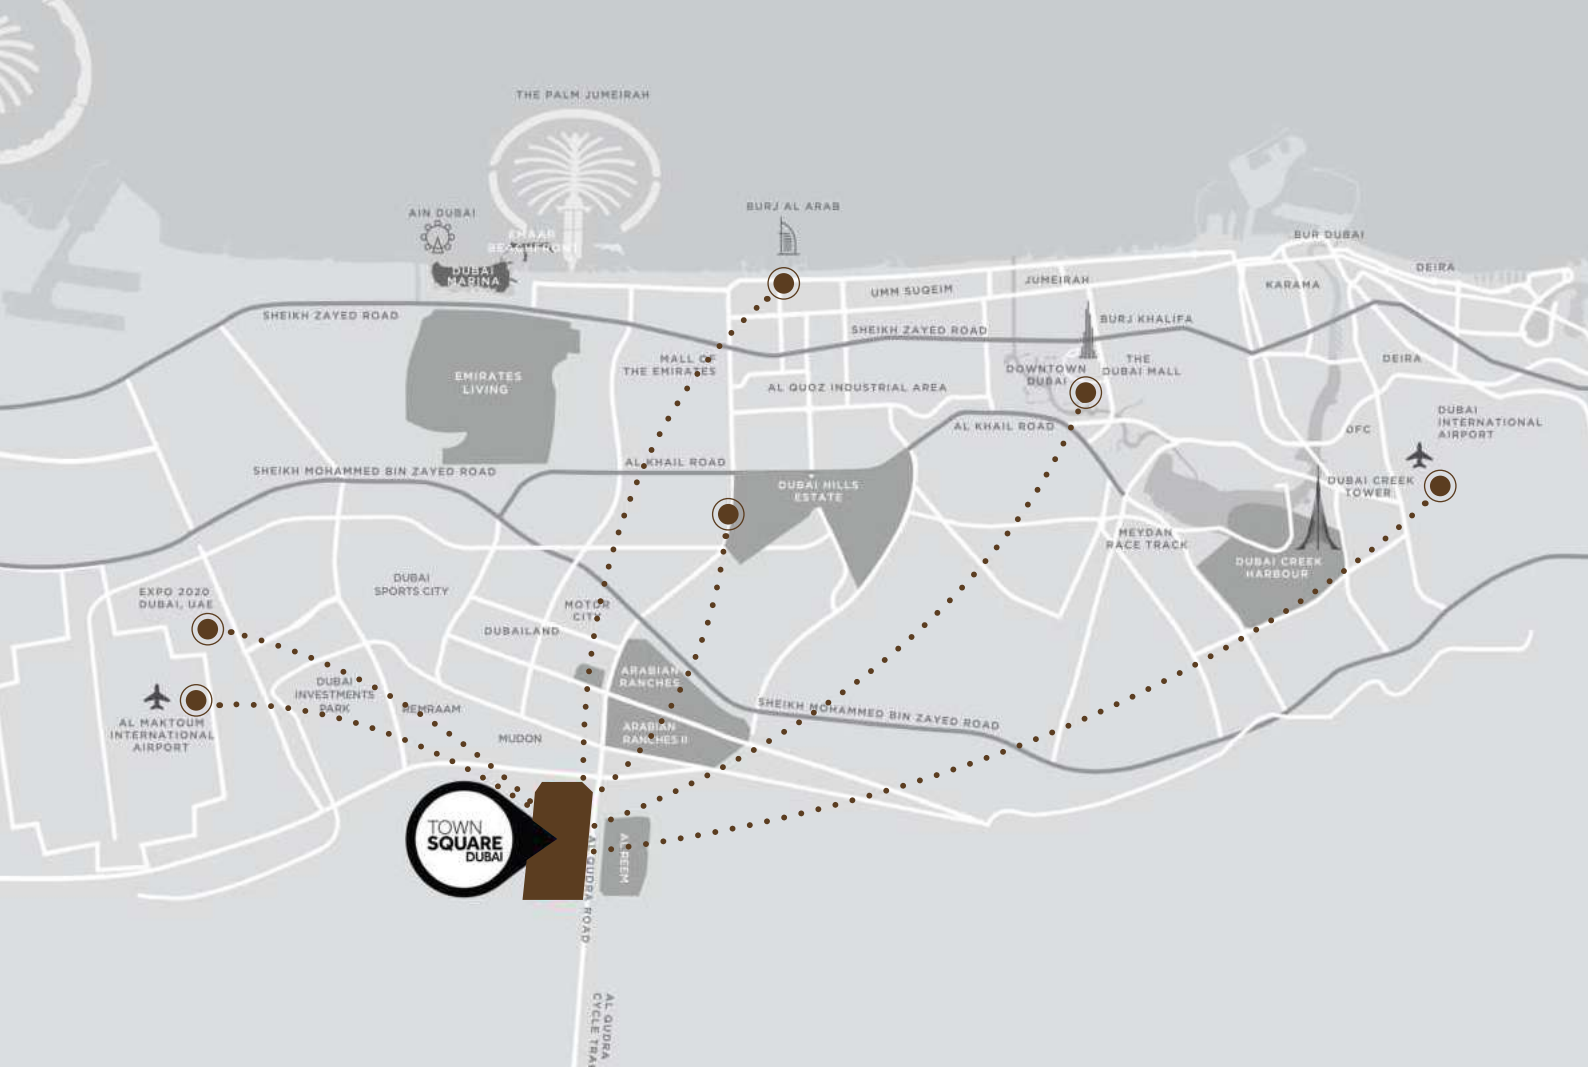 THE PALM JUMEIRAH
AIN DUBAI
BURJ AL ARAB
EMAAR
BEACHFRONT
DUBAI
MARINA
BUR DUBAI
DEIRA
JUMEIRAH
KARAMA
UMM SUQEIM
SHEIKH ZAYED ROAD
SHEIKH ZAYED ROAD
BURJ KHALIFA
MALL OF
THE EMIRATES
DOWNTOWN
DUBAI
THE
DUBAI MALL
DEIRA
EMIRATES
LIVING
AL QUOZ INDUSTRIAL AREA
AL KHAIL ROAD
DUBAI
INTERNATIONAL
AIRPORT
AL KHAIL ROAD
SHEIKH MOHAMMED BIN ZAYED ROAD
DUBAI HILLS
ESTATE
DUBAI CREEK
TOWER
MEYDAN
RACE TRACK
DUBAI CREEK
HARBOUR
EXPO 2020
DUBAI, UAE
DUBAI
SPORTS CITY
MOTOR
CITY
DUBAILAND
ARABIAN
RANCHES
DUBAI
INVESTMENTS
PARK
REMRAAM
AL MAKTOUM
INTERNATIONAL
AIRPORT
MUDON
ARABIAN
RANCHES II
SHEIKH MOHAMMED BIN ZAYED ROAD
TOWN
SQUARE
DUBAI
AL QUDRA ROAD
AL REEM
AL QUDRA